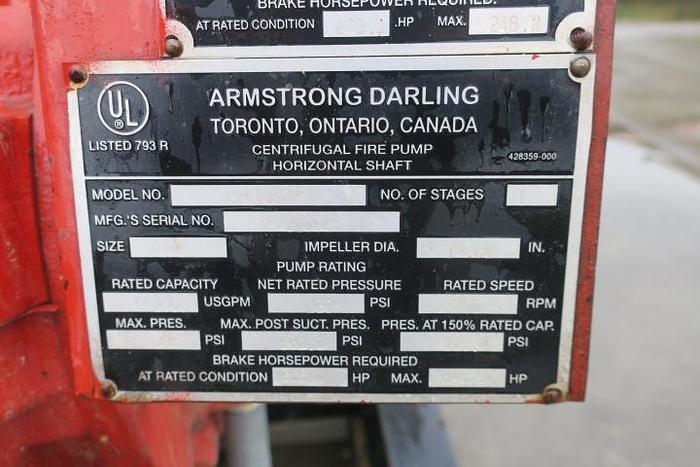 BRAKE HORSEPOWER REQUIRED:
AT RATED CONDITION .HP MAX. 248.2
UL
®
LISTED 793 R
ARMSTRONG DARLING
TORONTO, ONTARIO, CANADA
CENTRIFUGAL FIRE PUMP
HORIZONTAL SHAFT
428359-000
MODEL NO. NO. OF STAGES
MFG.'S SERIAL NO.
SIZE IMPELLER DIA. IN.
PUMP RATING
RATED CAPACITY NET RATED PRESSURE RATED SPEED
USGPM PSI RPM
MAX. PRES. MAX. POST SUCT. PRES. PRES. AT 150% RATED CAP.
PSI PSI PSI
BRAKE HORSEPOWER REQUIRED
AT RATED CONDITION HP MAX. HP